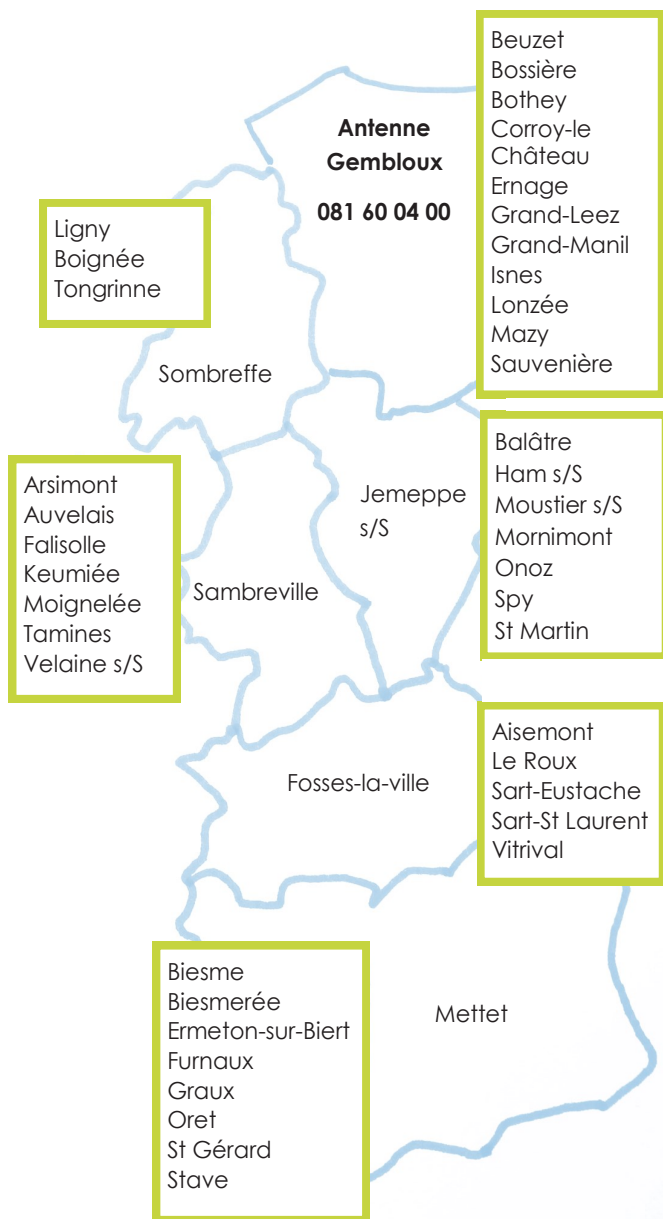 Beuzet
Bossière
Bothey
Corroy-le
Château
Ernage
Grand-Leez
Grand-Manil
Isnes
Lonzée
Mazy
Sauvenière
Antenne
Gembloux
081 60 04 00
Ligny
Boignée
Tongrinne
Sombreffe
Balâtre
Ham s/S
Moustier s/S
Mornimont
Onoz
Spy
St Martin
Jemeppe
s/S
Arsimont
Auvelais
Falisolle
Keumiée
Moignelée
Tamines
Velaine s/S
Sambreville
Aisemont
Le Roux
Sart-Eustache
Sart-St Laurent
Vitrival
Fosses-la-ville
Biesme
Biesmerée
Ermeton-sur-Biert
Furnaux
Graux
Oret
St Gérard
Stave
Mettet